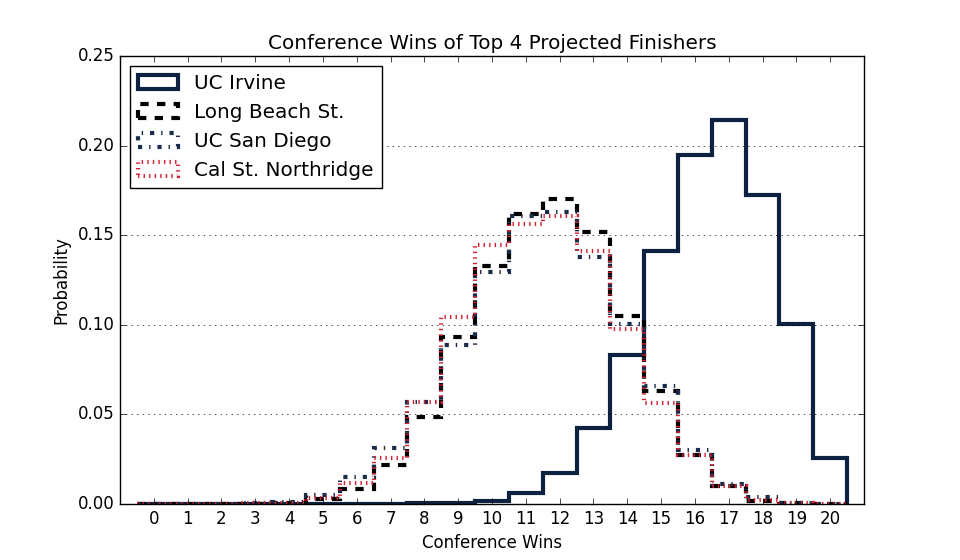 Conference Wins of Top 4 Projected Finishers
0.25
0.20
0.15
0.10
0.05
0.00
Probability
UC Irvine
Long Beach St.
UC San Diego
Cal St. Northridge
0 1 2 3 4 5 6 7 8 9 10 11 12 13 14 15 16 17 18 19 20
Conference Wins